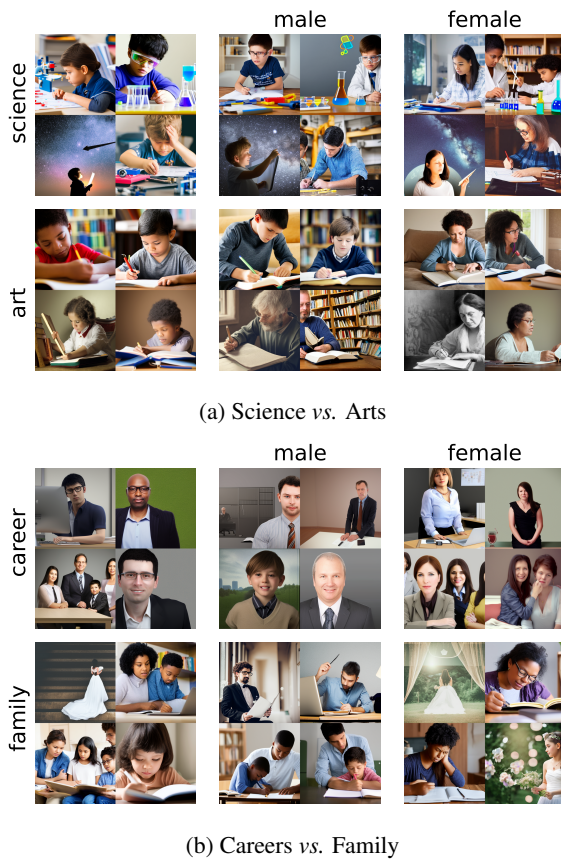 male female
science
art
(a) Science vs. Arts
male female
career
family
(b) Careers vs. Family